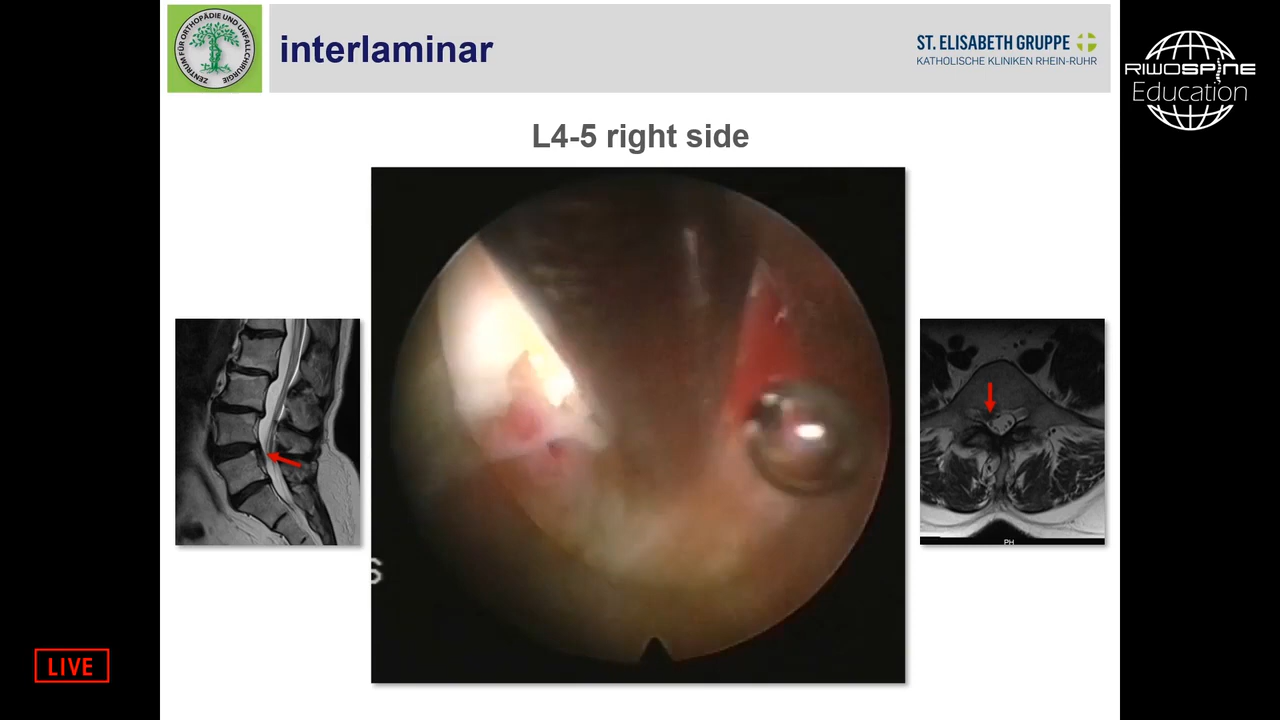 ZENTRUM FÜR ORTHOPÄDIE UND UNFALLCHIRURGIE
interlaminar
ST. ELISABETH GRUPPE
KATHOLISCHE KLINIKEN RHEIN-RUHR
RIWOSPINE
Education
L4-5 right side
S
PH
LIVE